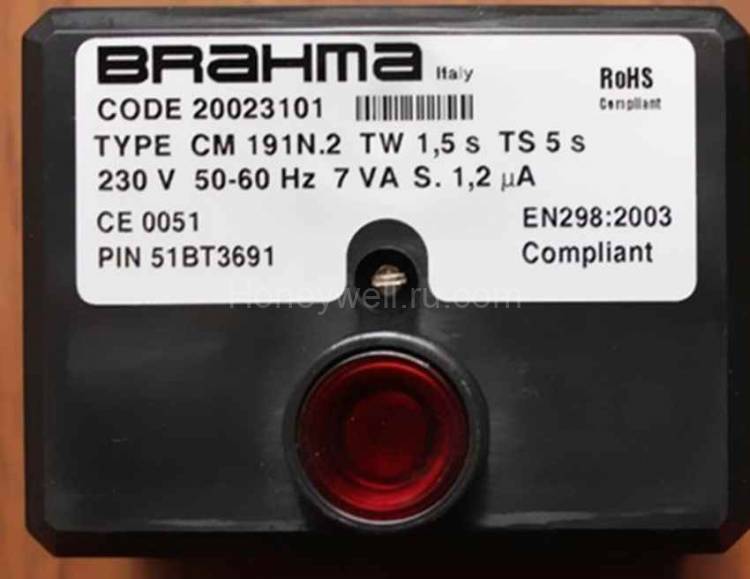 BRAHMA Italy
RoHS
Compliant
CODE 20023101
TYPE CM 191N.2 TW 1,5 s TS 5 s
230 V 50-60 Hz 7 VA S. 1,2 µA
CE 0051
EN298:2003
PIN 51BT3691
Compliant
Honeywell.ru.com